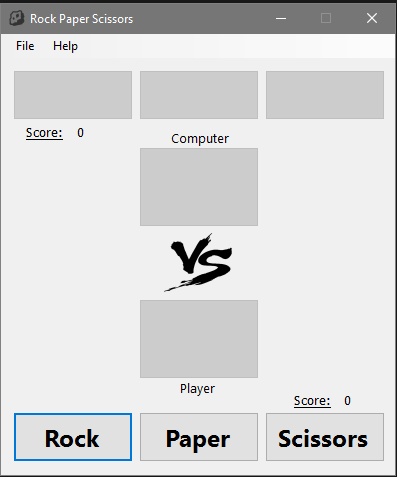 Rock Paper Scissors
File Help
Score: 0
Computer
VS
Player
Score: 0
Rock Paper Scissors